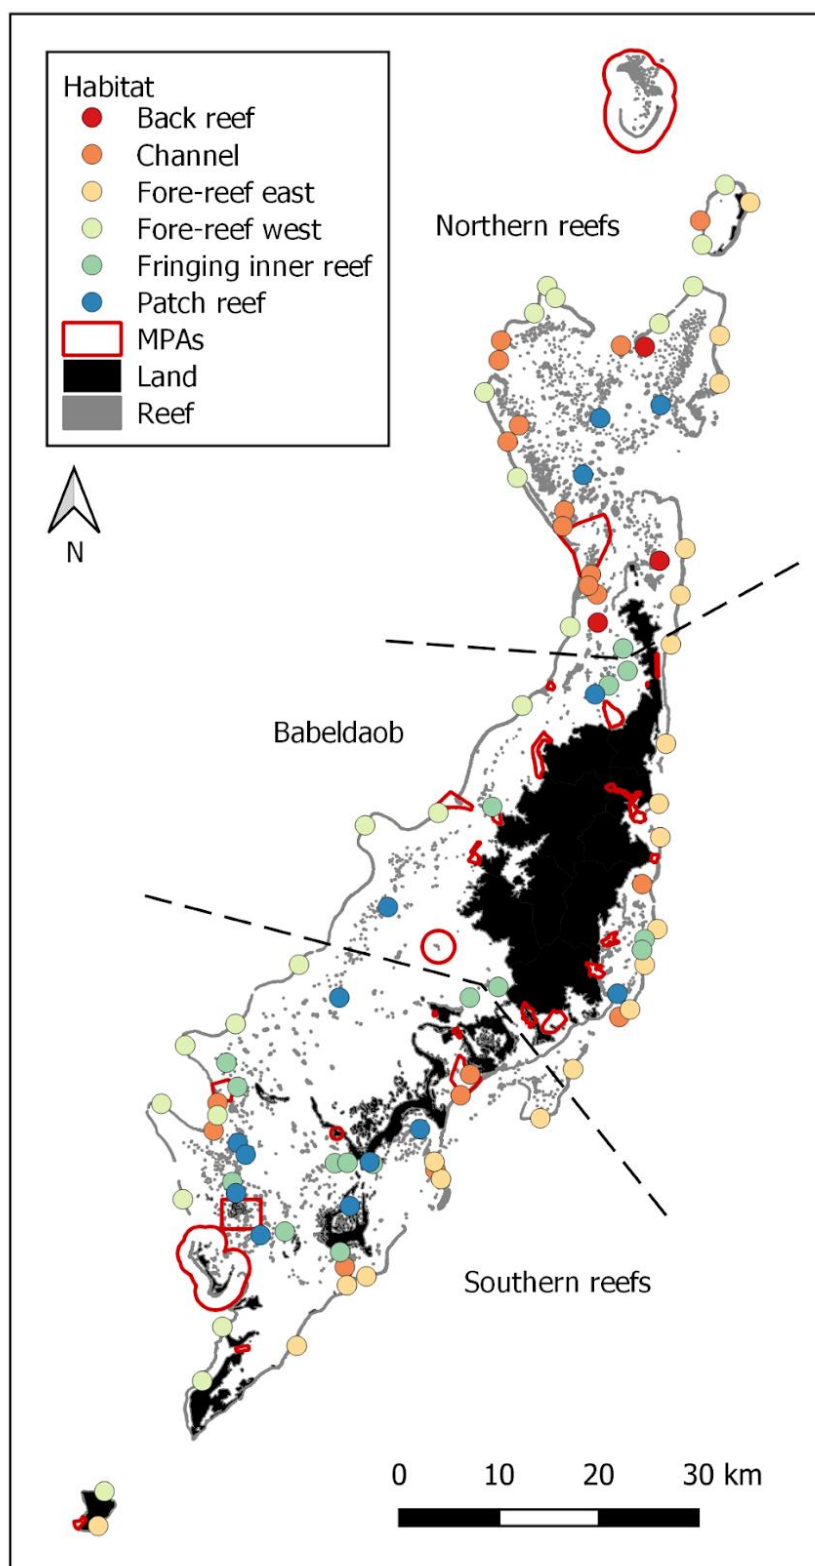 Habitat
Back reef
Channel
Fore-reef east
Fore-reef west
Fringing inner reef
Patch reef
MPAs
Land
Reef
N
Northern reefs
Babeldaob
Southern reefs
0 10 20 30 km